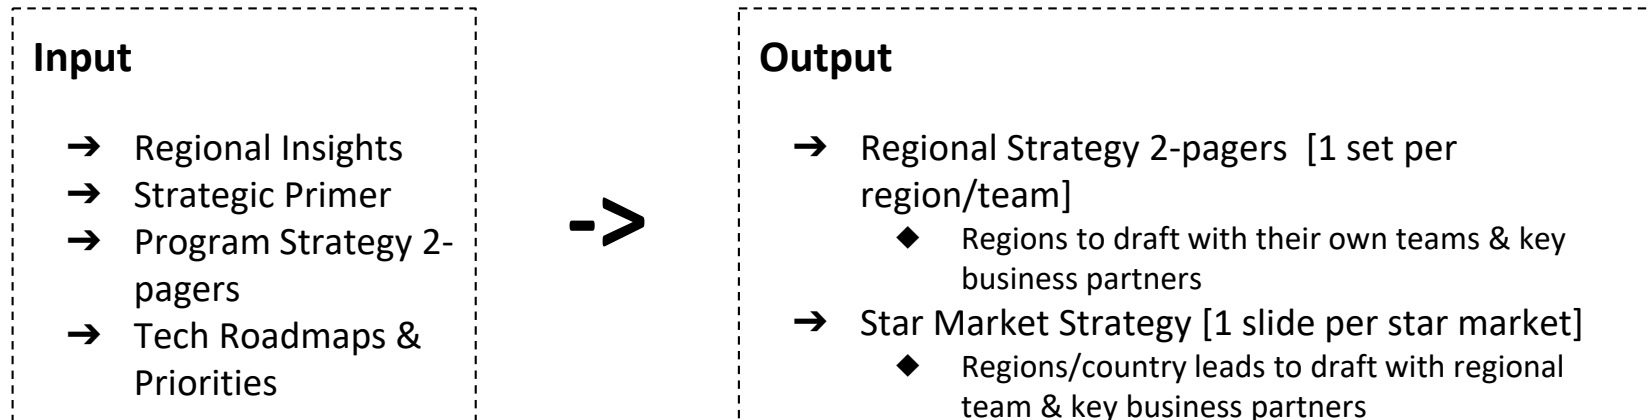 Input
➔ Regional Insights
➔ Strategic Primer
➔ Program Strategy 2-
pagers
➔ Tech Roadmaps &
Priorities
->
Output
➔ Regional Strategy 2-pagers [1 set per
region/team]
◆ Regions to draft with their own teams & key
business partners
➔ Star Market Strategy [1 slide per star market]
◆ Regions/country leads to draft with regional
team & key business partners